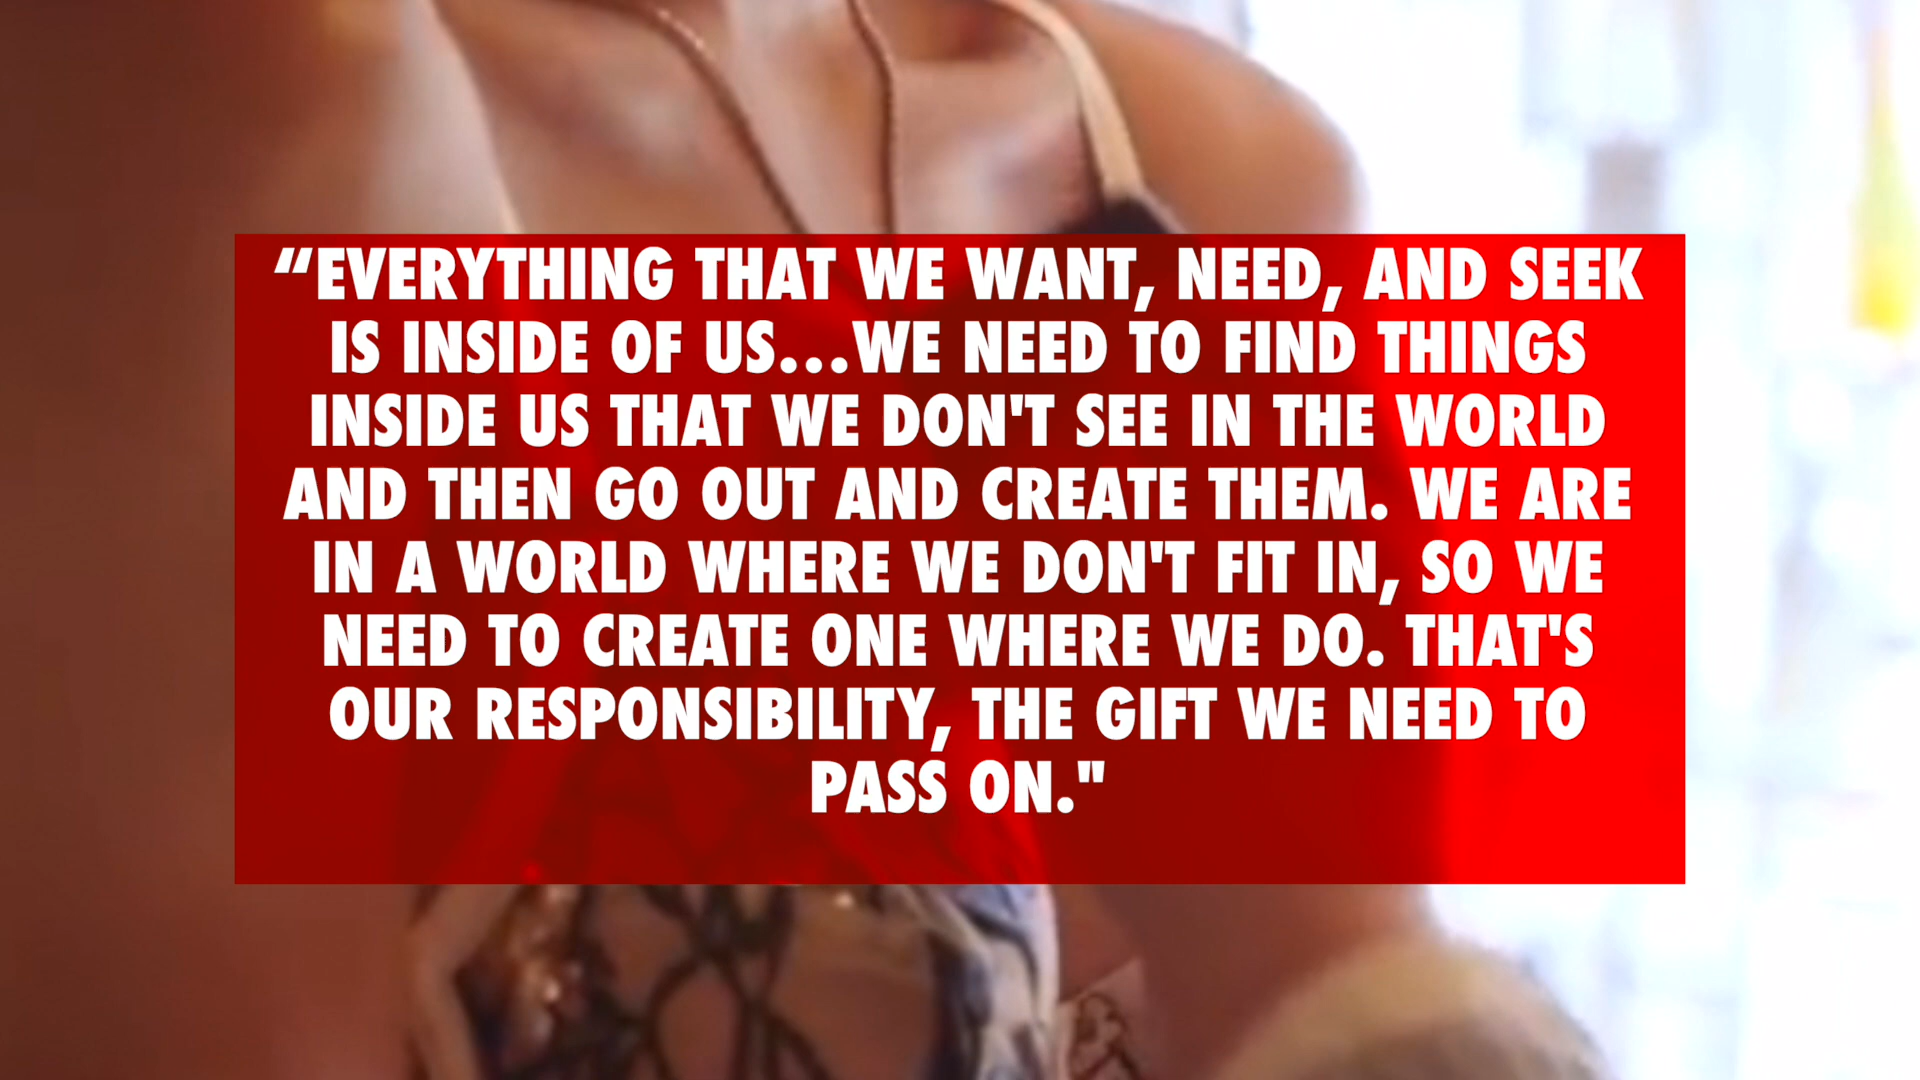 “EVERYTHING THAT WE WANT, NEED, AND SEEK
IS INSIDE OF US...WE NEED TO FIND THINGS
INSIDE US THAT WE DON'T SEE IN THE WORLD
AND THEN GO OUT AND CREATE THEM. WE ARE
IN A WORLD WHERE WE DON'T FIT IN, SO WE
NEED TO CREATE ONE WHERE WE DO. THAT'S
OUR RESPONSIBILITY, THE GIFT WE NEED TO
PASS ON."